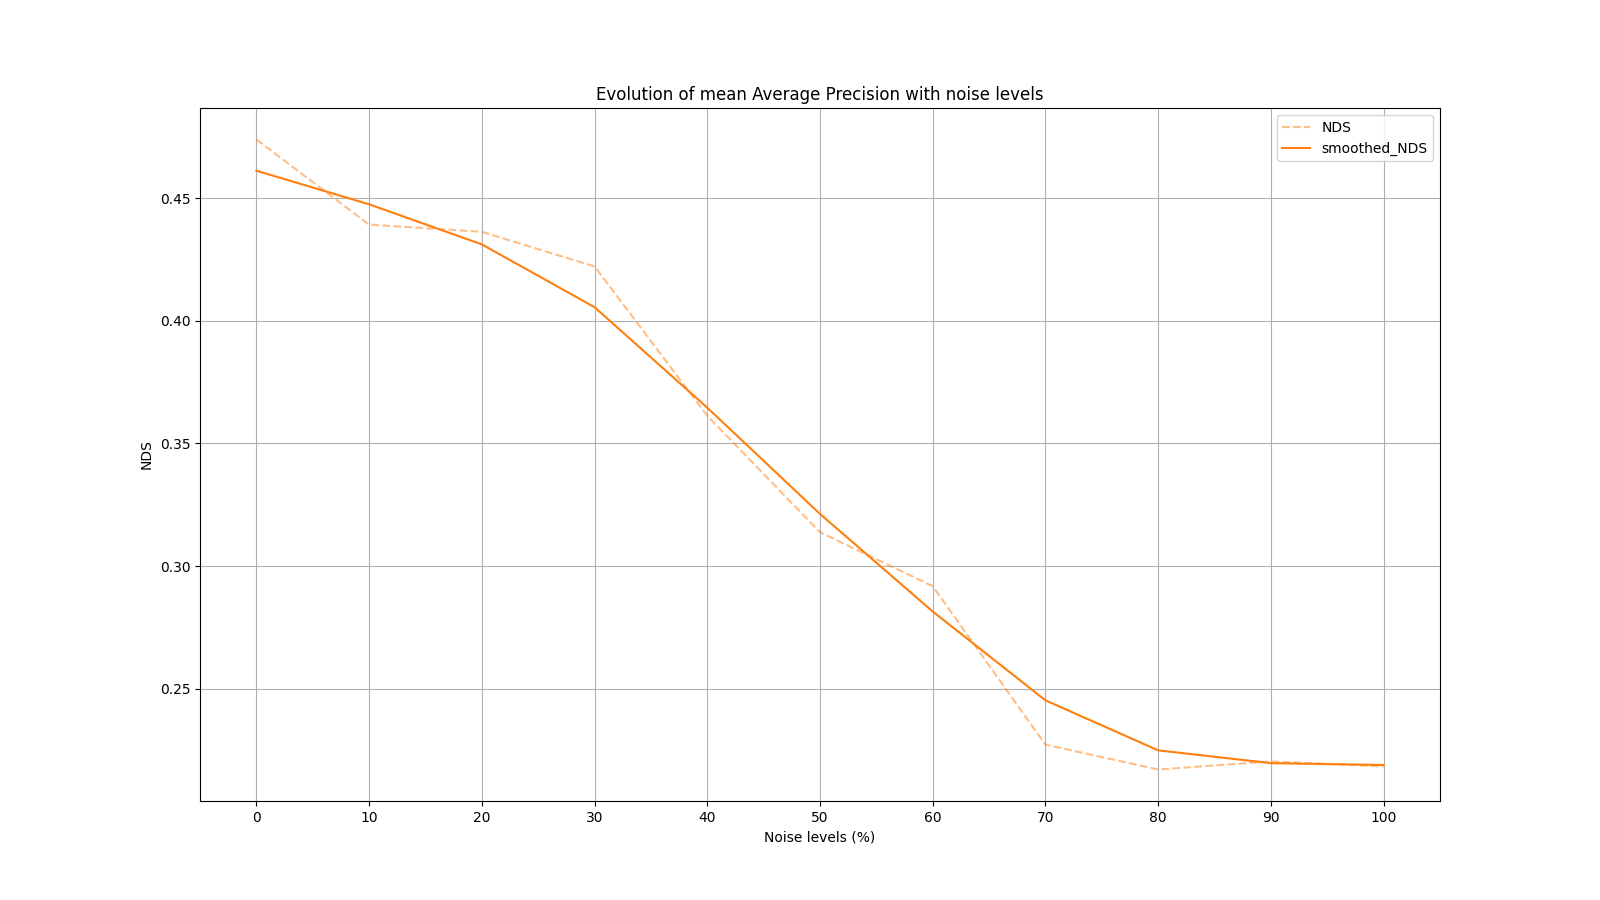 Evolution of mean Average Precision with noise levels
NDS
smoothed_NDS
0.45
0.40
0.35
0.30
0.25
NDS
0 10 20 30 40 50 60 70 80 90 100
Noise levels (%)